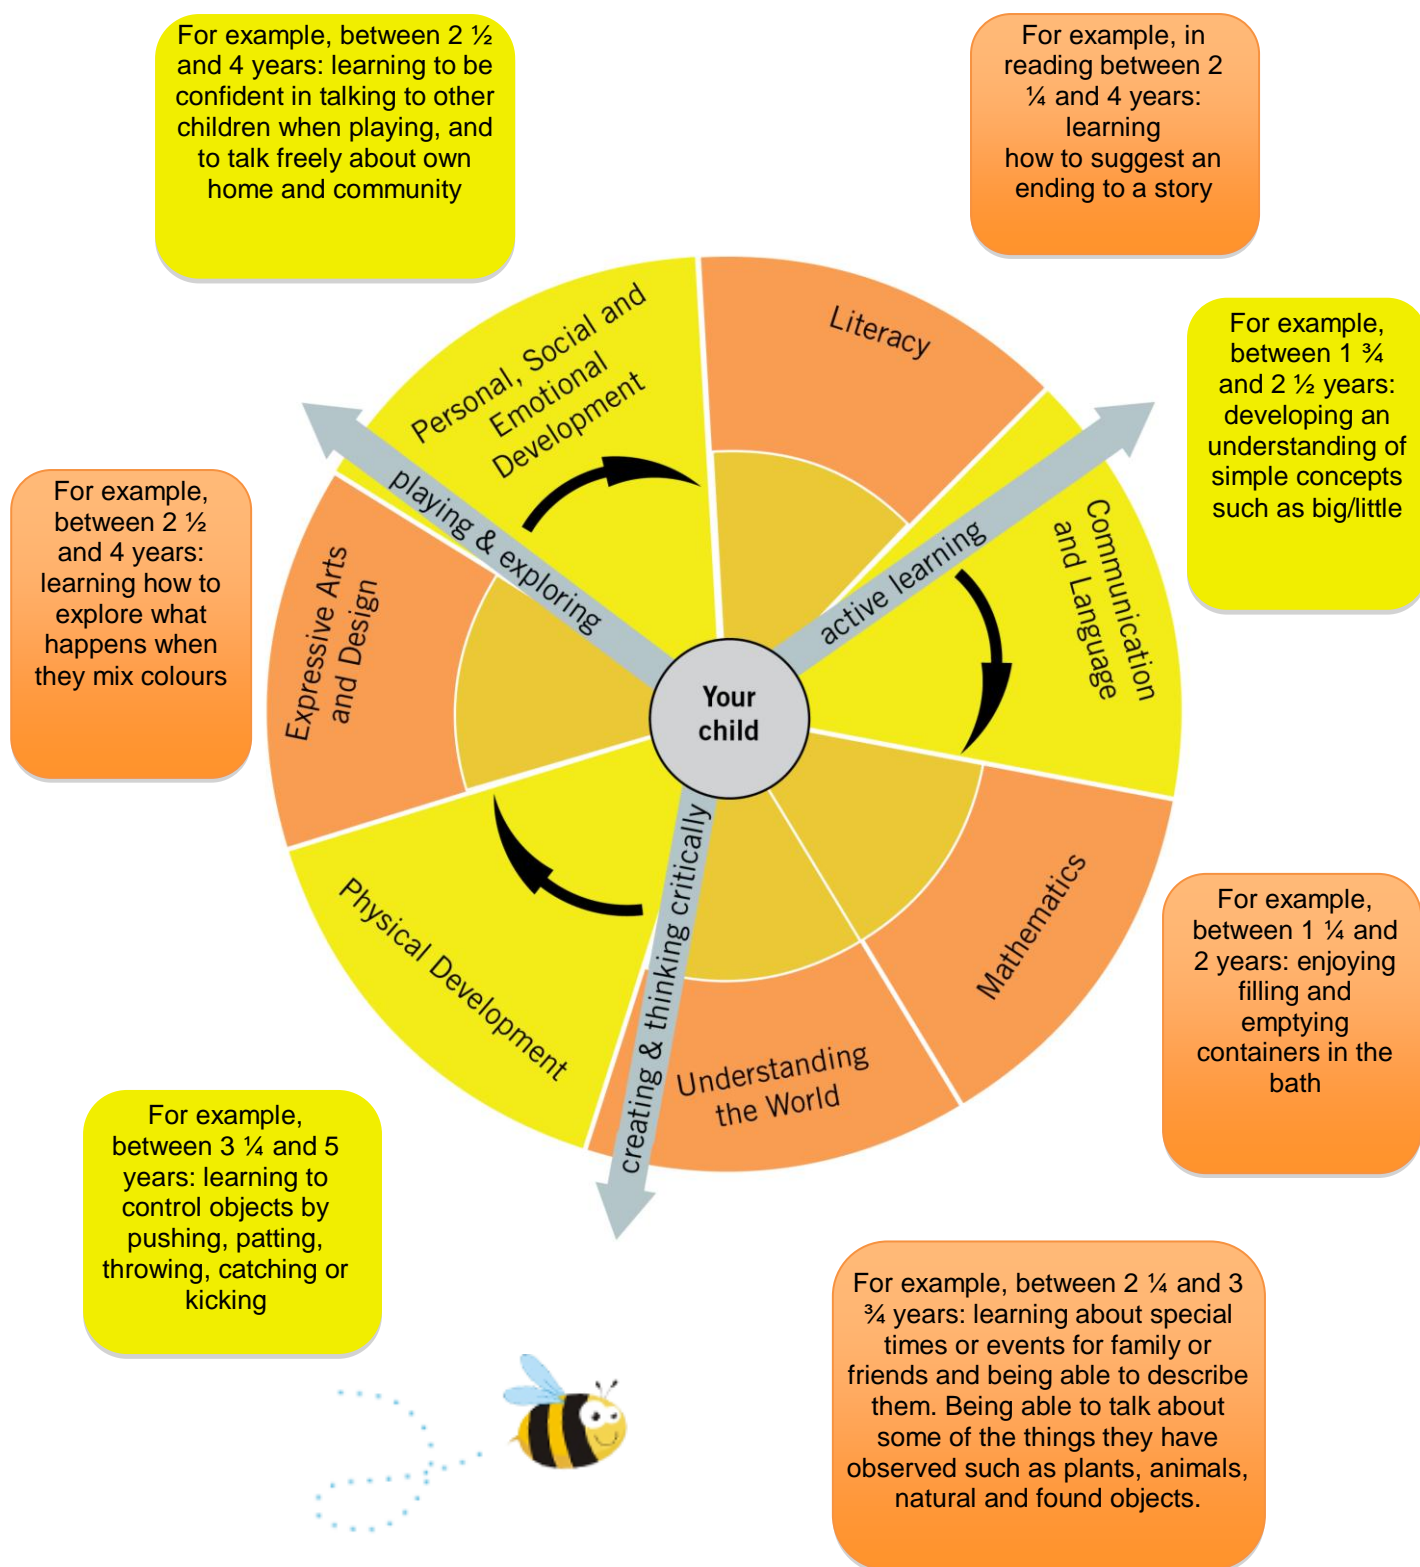 For example, between 2 ½
and 4 years: learning to be
confident in talking to other
children when playing, and
to talk freely about own
home and community
For example, in
reading between 2
¼ and 4 years:
learning
how to suggest an
ending to a story
For example,
between 1 ¾
and 2 ½ years:
developing an
understanding of
simple concepts
such as big/little
For example,
between 2 ½
and 4 years:
learning how to
explore what
happens when
they mix colours
Personal, Social and
Emotional
Development
Literacy
Communication
and Language
Expressive Arts
and Design
playing & exploring
active learning
Your
child
creating & thinking critically
Physical Development
Understanding
the World
Mathematics
For example,
between 1 ¼ and
2 years: enjoying
filling and
emptying
containers in the
bath
For example,
between 3 ¼ and 5
years: learning to
control objects by
pushing, patting,
throwing, catching or
kicking
For example, between 2 ¼ and 3
¾ years: learning about special
times or events for family or
friends and being able to describe
them. Being able to talk about
some of the things they have
observed such as plants, animals,
natural and found objects.